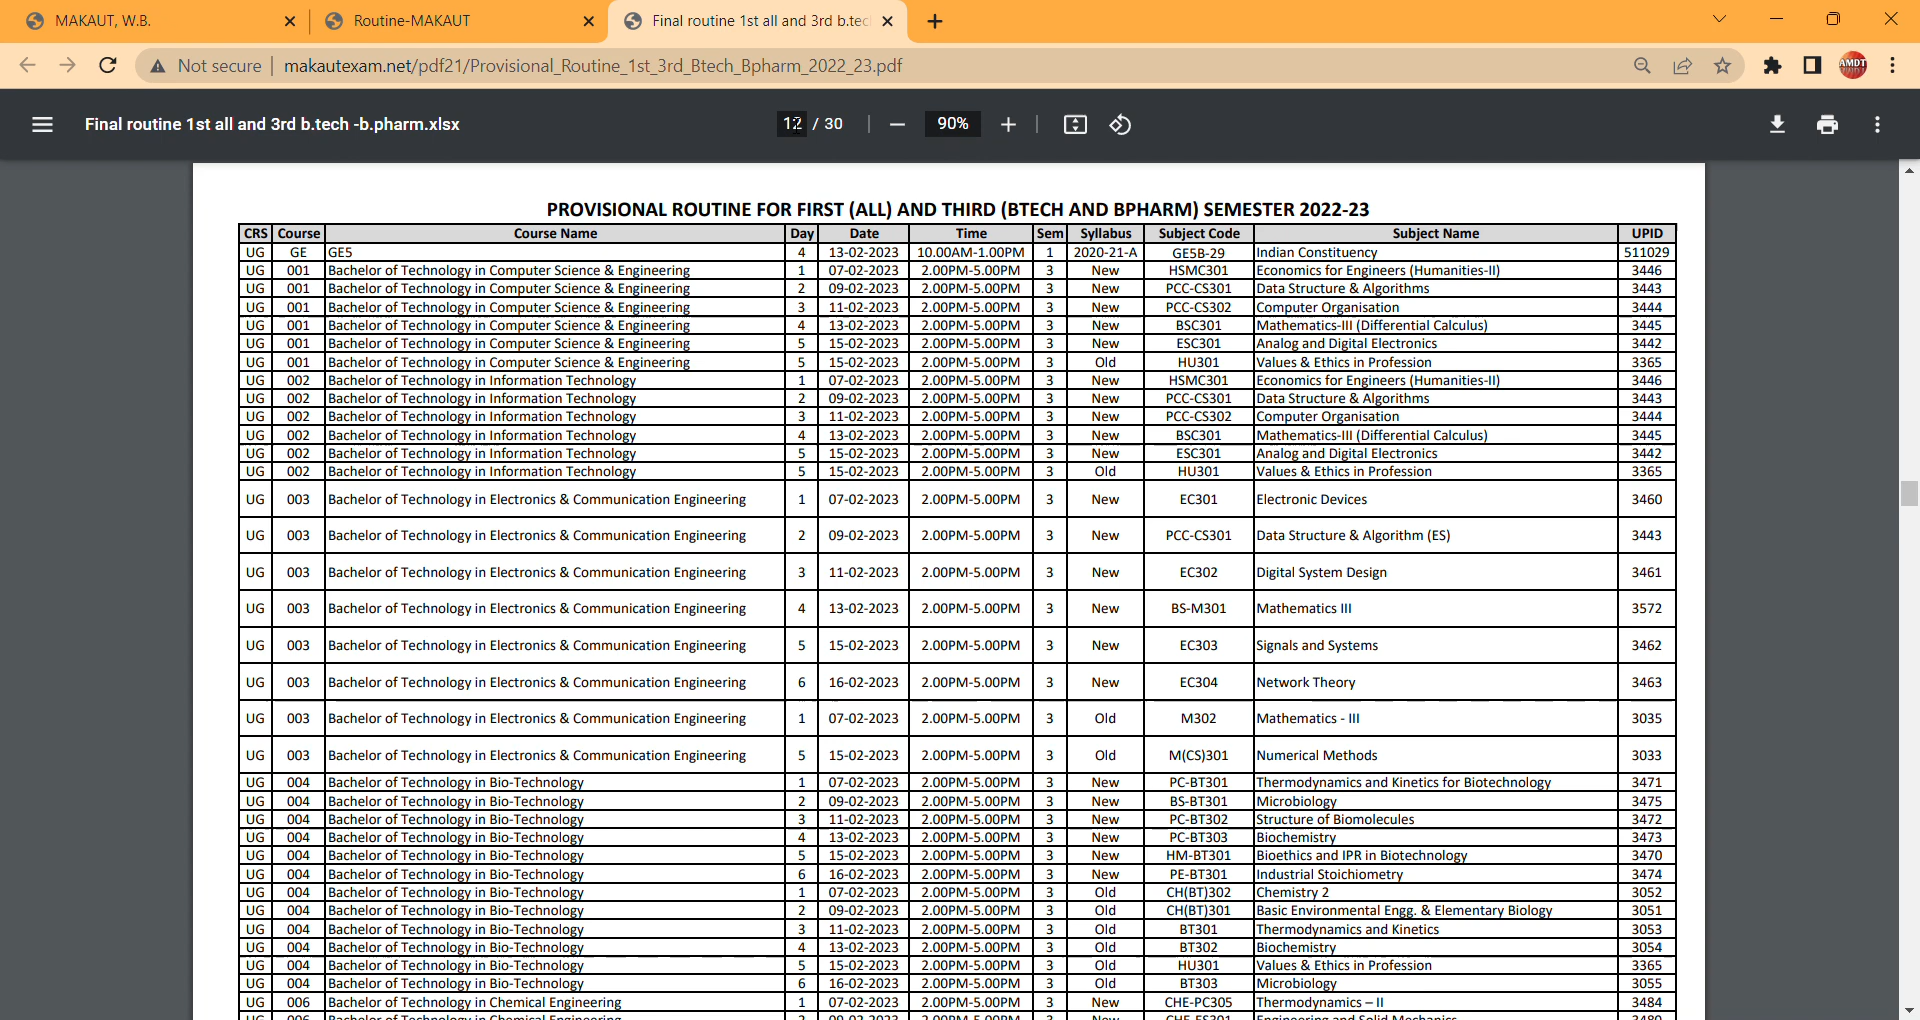 MAKAUT, W.B.
Routine-MAKAUT
Final routine 1st all and 3rd b.tec
Not secure | makautexam.net/pdf21/Provisional_Routine_1st_3rd_Btech_Bpharm_2022_23.pdf
AMDT
Final routine 1st all and 3rd b.tech -b.pharm.xlsx
12 / 30
90%
PROVISIONAL ROUTINE FOR FIRST (ALL) AND THIRD (BTECH AND BPHARM) SEMESTER 2022-23
CRS Course Course Name Day Date Time Sem Syllabus Subject Code Subject Name UPID
UG GE GE5 4 13-02-2023 10.00AM-1.00PM 1 2020-21-A GE5B-29 Indian Constituency 511029
UG 001 Bachelor of Technology in Computer Science & Engineering 1 07-02-2023 2.00PM-5.00PM 3 New HSMC301 Economics for Engineers (Humanities-II) 3446
UG 001 Bachelor of Technology in Computer Science & Engineering 2 09-02-2023 2.00PM-5.00PM 3 New PCC-CS301 Data Structure & Algorithms 3443
UG 001 Bachelor of Technology in Computer Science & Engineering 3 11-02-2023 2.00PM-5.00PM 3 New PCC-CS302 Computer Organisation 3444
UG 001 Bachelor of Technology in Computer Science & Engineering 4 13-02-2023 2.00PM-5.00PM 3 New BSC301 Mathematics-III (Differential Calculus) 3445
UG 001 Bachelor of Technology in Computer Science & Engineering 5 15-02-2023 2.00PM-5.00PM 3 New ESC301 Analog and Digital Electronics 3442
UG 001 Bachelor of Technology in Computer Science & Engineering 5 15-02-2023 2.00PM-5.00PM 3 Old HU301 Values & Ethics in Profession 3365
UG 002 Bachelor of Technology in Information Technology 1 07-02-2023 2.00PM-5.00PM 3 New HSMC301 Economics for Engineers (Humanities-II) 3446
UG 002 Bachelor of Technology in Information Technology 2 09-02-2023 2.00PM-5.00PM 3 New PCC-CS301 Data Structure & Algorithms 3443
UG 002 Bachelor of Technology in Information Technology 3 11-02-2023 2.00PM-5.00PM 3 New PCC-CS302 Computer Organisation 3444
UG 002 Bachelor of Technology in Information Technology 4 13-02-2023 2.00PM-5.00PM 3 New BSC301 Mathematics-III (Differential Calculus) 3445
UG 002 Bachelor of Technology in Information Technology 5 15-02-2023 2.00PM-5.00PM 3 New ESC301 Analog and Digital Electronics 3442
UG 002 Bachelor of Technology in Information Technology 5 15-02-2023 2.00PM-5.00PM 3 Old HU301 Values & Ethics in Profession 3365
UG 003 Bachelor of Technology in Electronics & Communication Engineering 1 07-02-2023 2.00PM-5.00PM 3 New EC301 Electronic Devices 3460
UG 003 Bachelor of Technology in Electronics & Communication Engineering 2 09-02-2023 2.00PM-5.00PM 3 New PCC-CS301 Data Structure & Algorithm (ES) 3443
UG 003 Bachelor of Technology in Electronics & Communication Engineering 3 11-02-2023 2.00PM-5.00PM 3 New EC302 Digital System Design 3461
UG 003 Bachelor of Technology in Electronics & Communication Engineering 4 13-02-2023 2.00PM-5.00PM 3 New BS-M301 Mathematics III 3572
UG 003 Bachelor of Technology in Electronics & Communication Engineering 5 15-02-2023 2.00PM-5.00PM 3 New EC303 Signals and Systems 3462
UG 003 Bachelor of Technology in Electronics & Communication Engineering 6 16-02-2023 2.00PM-5.00PM 3 New EC304 Network Theory 3463
UG 003 Bachelor of Technology in Electronics & Communication Engineering 1 07-02-2023 2.00PM-5.00PM 3 Old M302 Mathematics - III 3035
UG 003 Bachelor of Technology in Electronics & Communication Engineering 5 15-02-2023 2.00PM-5.00PM 3 Old M(CS)301 Numerical Methods 3033
UG 004 Bachelor of Technology in Bio-Technology 1 07-02-2023 2.00PM-5.00PM 3 New PC-BT301 Thermodynamics and Kinetics for Biotechnology 3471
UG 004 Bachelor of Technology in Bio-Technology 2 09-02-2023 2.00PM-5.00PM 3 New BS-BT301 Microbiology 3475
UG 004 Bachelor of Technology in Bio-Technology 3 11-02-2023 2.00PM-5.00PM 3 New PC-BT302 Structure of Biomolecules 3472
UG 004 Bachelor of Technology in Bio-Technology 4 13-02-2023 2.00PM-5.00PM 3 New PC-BT303 Biochemistry 3473
UG 004 Bachelor of Technology in Bio-Technology 5 15-02-2023 2.00PM-5.00PM 3 New HM-BT301 Bioethics and IPR in Biotechnology 3470
UG 004 Bachelor of Technology in Bio-Technology 6 16-02-2023 2.00PM-5.00PM 3 New PE-BT301 Industrial Stoichiometry 3474
UG 004 Bachelor of Technology in Bio-Technology 1 07-02-2023 2.00PM-5.00PM 3 Old CH(BT)302 Chemistry 2 3052
UG 004 Bachelor of Technology in Bio-Technology 2 09-02-2023 2.00PM-5.00PM 3 Old CH(BT)301 Basic Environmental Engg. & Elementary Biology 3051
UG 004 Bachelor of Technology in Bio-Technology 3 11-02-2023 2.00PM-5.00PM 3 Old BT301 Thermodynamics and Kinetics 3053
UG 004 Bachelor of Technology in Bio-Technology 4 13-02-2023 2.00PM-5.00PM 3 Old BT302 Biochemistry 3054
UG 004 Bachelor of Technology in Bio-Technology 5 15-02-2023 2.00PM-5.00PM 3 Old HU301 Values & Ethics in Profession 3365
UG 004 Bachelor of Technology in Bio-Technology 6 16-02-2023 2.00PM-5.00PM 3 Old BT303 Microbiology 3055
UG 006 Bachelor of Technology in Chemical Engineering 1 07-02-2023 2.00PM-5.00PM 3 New CHE-PC305 Thermodynamics – II 3484
UG 006 Bachelor of Technology in Chemical Engineering 2 09-02-2023 2.00PM-5.00PM 3 New CHE-ES301 Engineering and Solid Mechanics